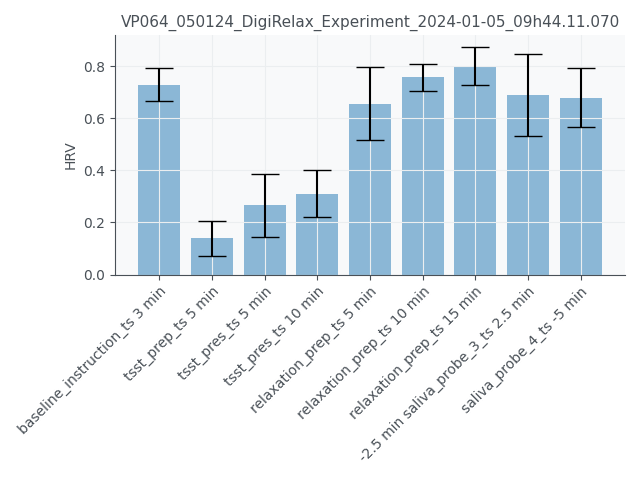 VP064_050124_DigiRelax_Experiment_2024-01-05_09h44.11.070
HRV
0.8
0.6
0.4
0.2
0.0
baseline_instruction_ts 3 min
tsst_prep_ts 5 min
tsst_pres_ts 5 min
tsst_pres_ts 10 min
relaxation_prep_ts 5 min
relaxation_prep_ts 10 min
relaxation_prep_ts 15 min
-2.5 min saliva_probe_3_ts 2.5 min
saliva_probe_4_ts -5 min